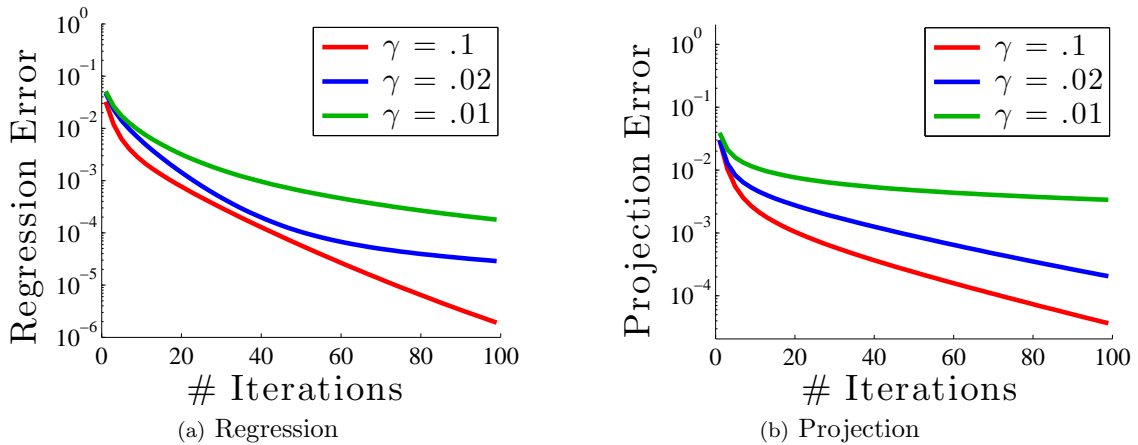 Regression Error
10^0
10^-1
10^-2
10^-3
10^-4
10^-5
10^-6
0 20 40 60 80 100
# Iterations
γ = .1
γ = .02
γ = .01
(a) Regression
Projection Error
10^0
10^-1
10^-2
10^-3
10^-4
0 20 40 60 80 100
# Iterations
γ = .1
γ = .02
γ = .01
(b) Projection